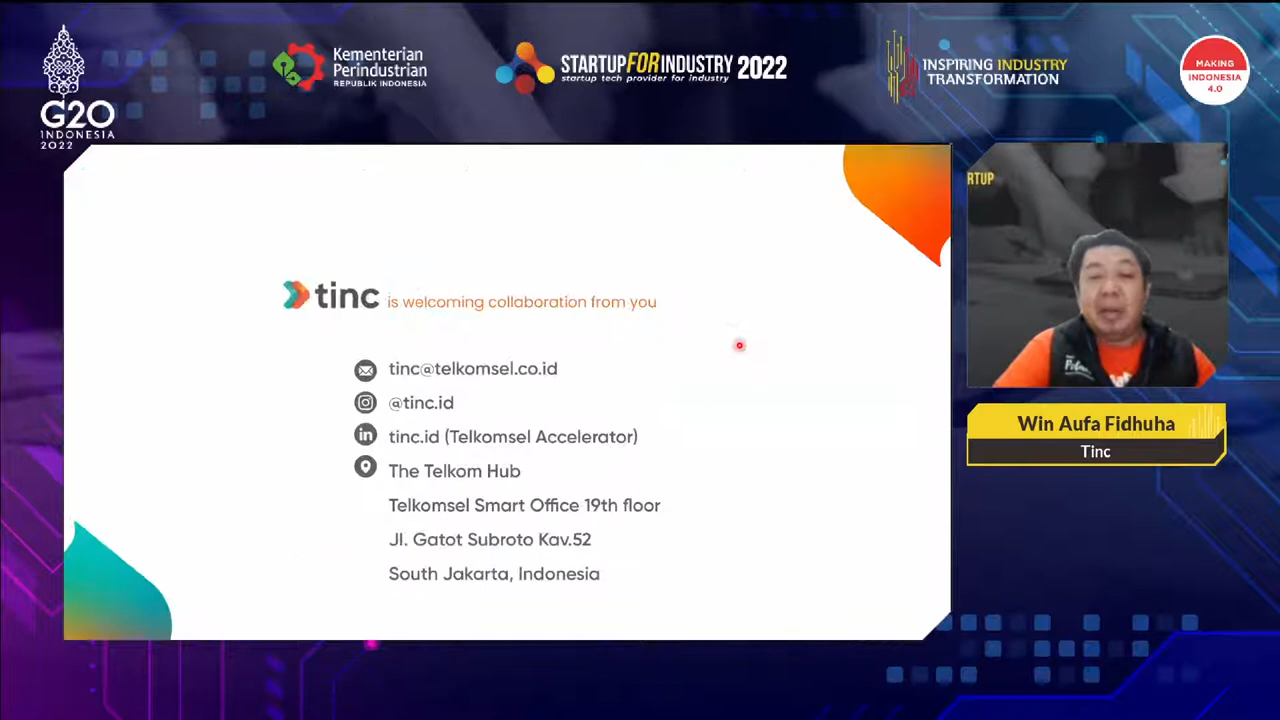 G20
INDONESIA
2022
Kementerian
Perindustrian
REPUBLIK INDONESIA
STARTUPFORINDUSTRY 2022
startup tech provider for industry
INSPIRING INDUSTRY
TRANSFORMATION
MAKING
INDONESIA
4.0
tinc is welcoming collaboration from you
tinc@telkomsel.co.id
@tinc.id
in tinc.id (Telkomsel Accelerator)
The Telkom Hub
Telkomsel Smart Office 19th floor
Jl. Gatot Subroto Kav.52
South Jakarta, Indonesia
RTUP
Win Aufa Fidhuha
Tinc